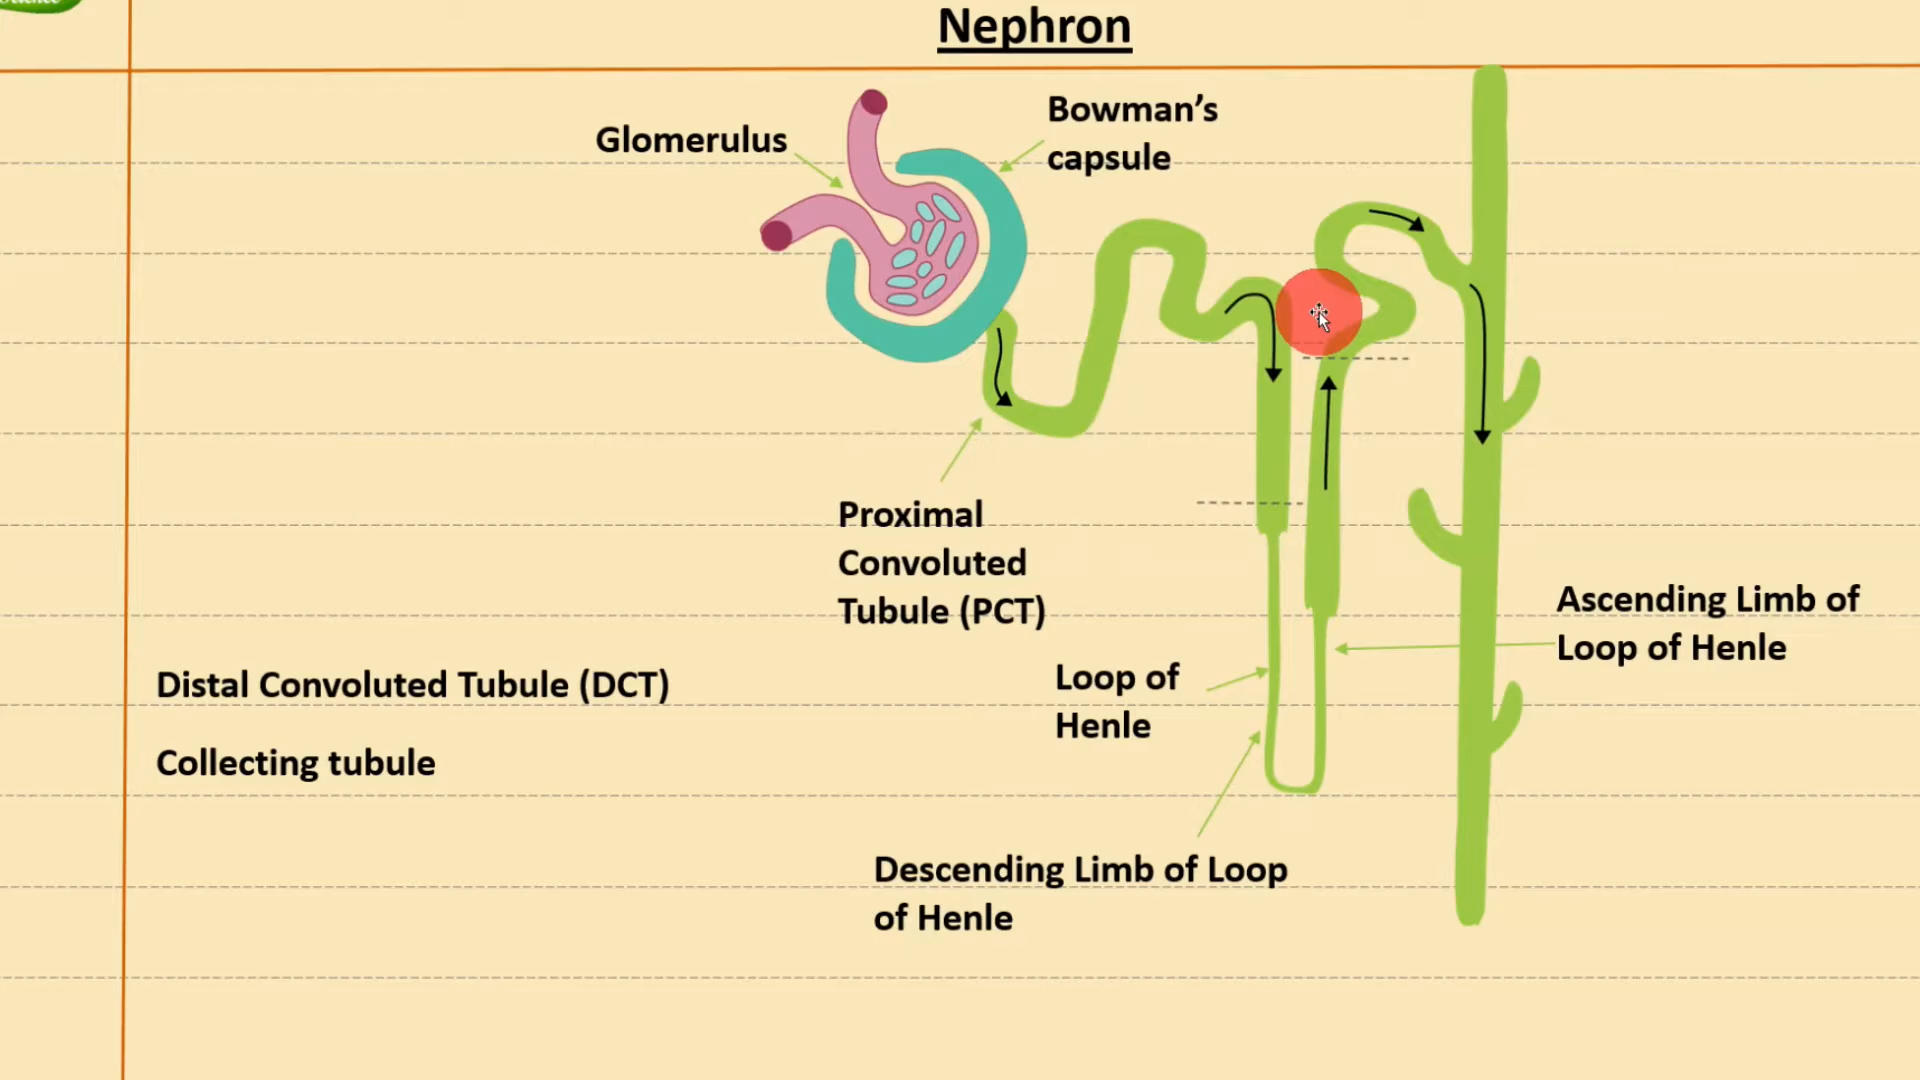 Nephron
Glomerulus
Bowman’s
capsule
Proximal
Convoluted
Tubule (PCT)
Ascending Limb of
Loop of Henle
Loop of
Henle
Distal Convoluted Tubule (DCT)
Collecting tubule
Descending Limb of Loop
of Henle